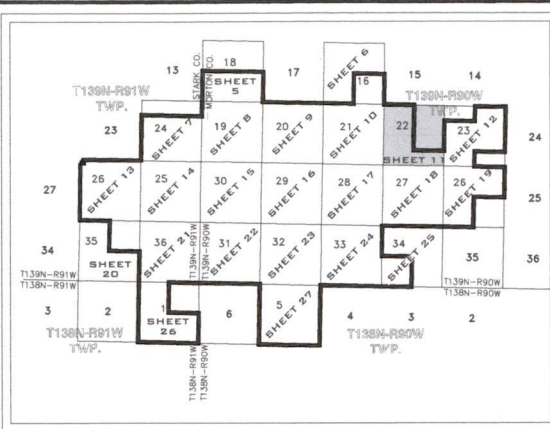 18
SHEET 5
STARK CO.
MORTON CO.
13
17
SHEET 6
16
15
14
T139N-R91W
TWP.
T139N-R90W
TWP.
23
24
SHEET 7
19
SHEET 8
20
SHEET 9
21
SHEET 10
22
SHEET 11
23
SHEET 12
24
27
26
SHEET 13
25
SHEET 14
30
SHEET 15
29
SHEET 16
28
SHEET 17
27
SHEET 18
26
SHEET 19
25
34
35
SHEET 20
36
SHEET 21
31
SHEET 22
32
SHEET 23
33
SHEET 24
34
SHEET 25
35
36
T139N-R91W
T138N-R91W
T139N-R91W
T139N-R90W
T139N-R90W
T138N-R90W
3
2
1
SHEET 26
6
5
SHEET 27
4
3
2
T138N-R91W
TWP.
T138N-R90W
TWP.
T138N-R91W
T138N-R90W